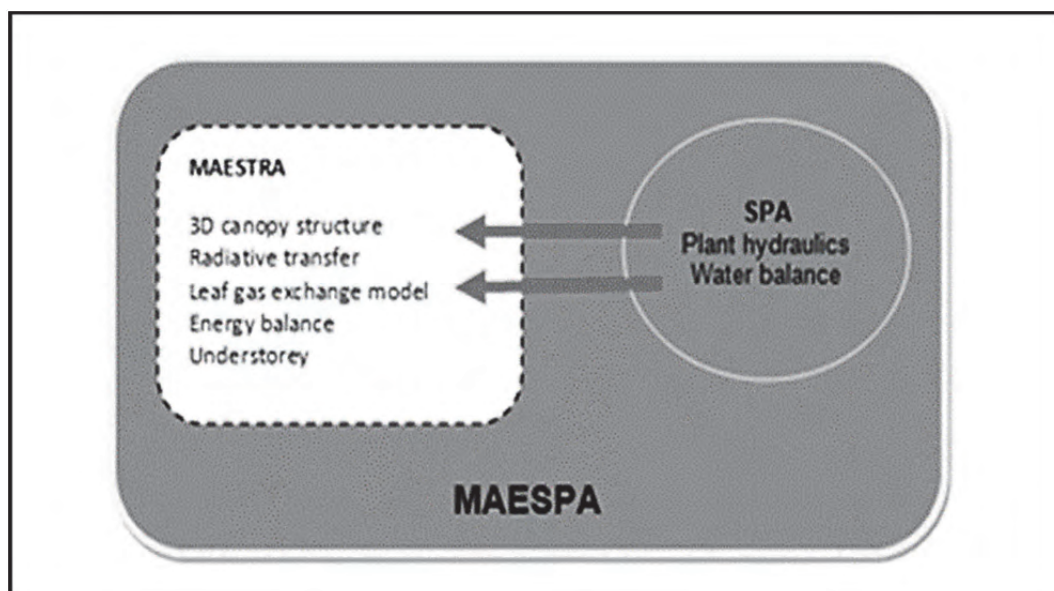 MAESTRA
3D canopy structure
Radiative transfer
Leaf gas exchange model
Energy balance
Understorey
SPA
Plant hydraulics
Water balance
MAESPA